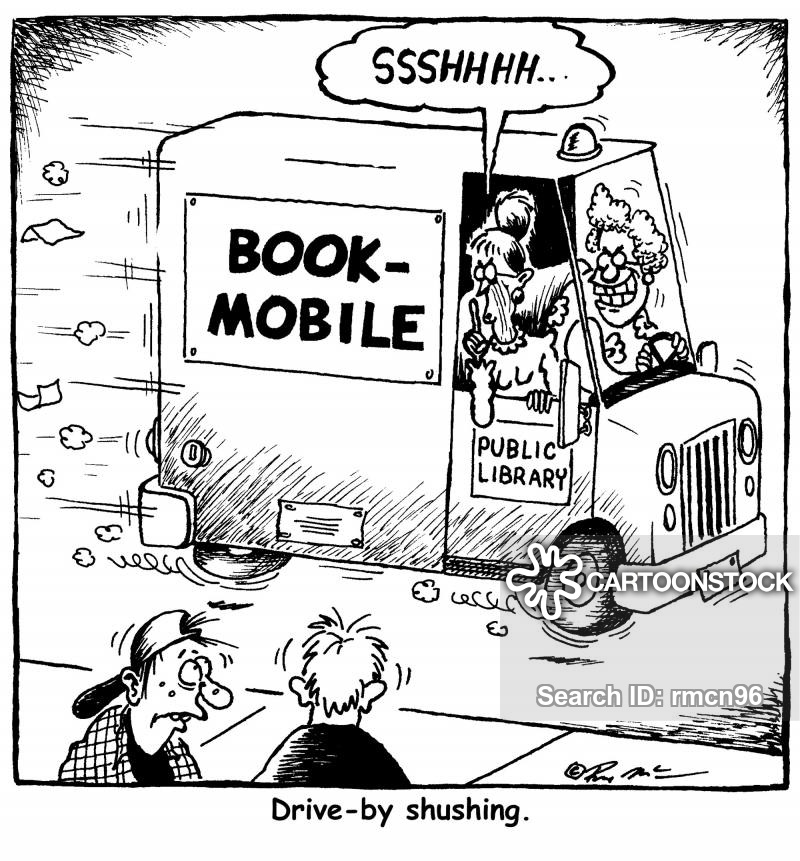 SSSHHHH...
BOOK-
MOBILE
PUBLIC
LIBRARY
CARTOONSTOCK
Search ID: rmcn96
©
Drive-by shushing.